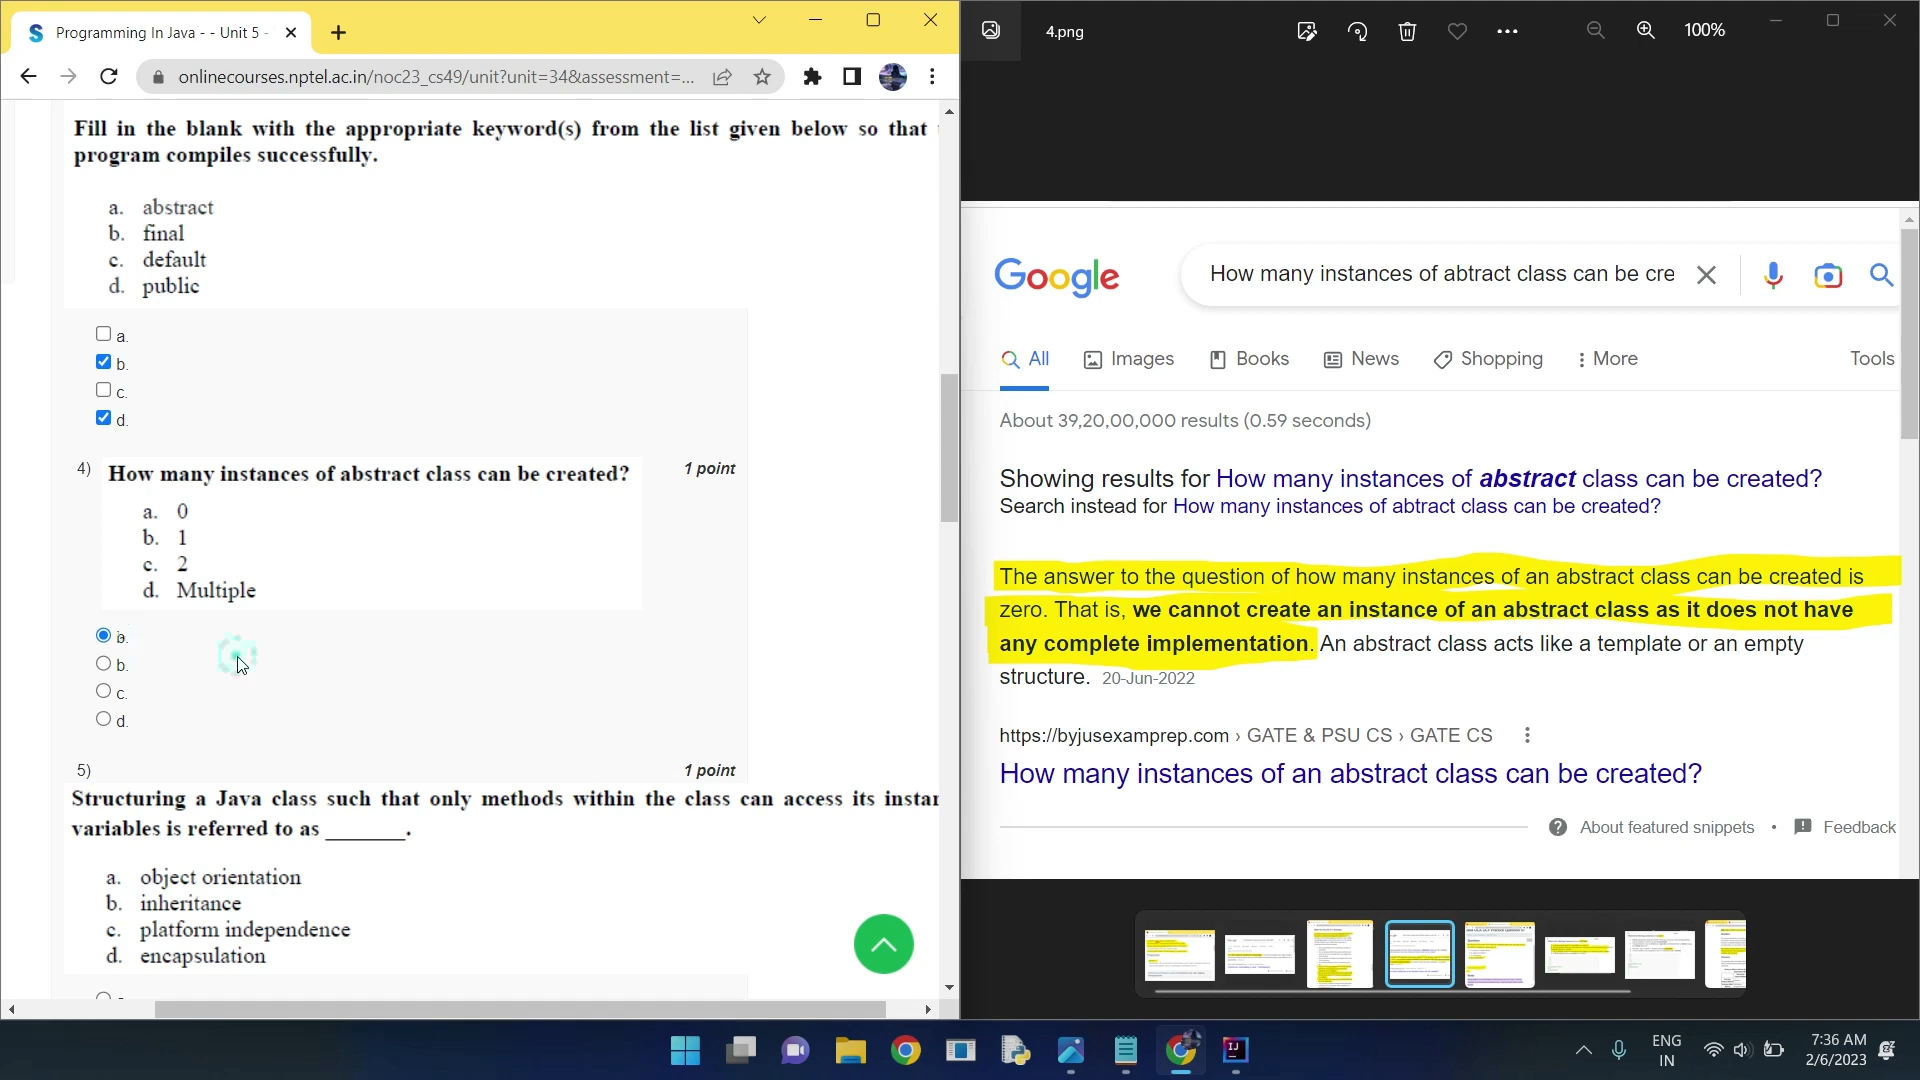 Programming In Java - - Unit 5 -
onlinecourses.nptel.ac.in/noc23_cs49/unit?unit=34&assessment=...
Fill in the blank with the appropriate keyword(s) from the list given below so that
program compiles successfully.
a. abstract
b. final
c. default
d. public
a.
b.
c.
d.
4) How many instances of abstract class can be created? 1 point
a. 0
b. 1
c. 2
d. Multiple
a.
b.
c.
d.
5) 1 point
Structuring a Java class such that only methods within the class can access its instan
variables is referred to as _______.
a. object orientation
b. inheritance
c. platform independence
d. encapsulation
4.png
100%
Google
How many instances of abtract class can be cre
All Images Books News Shopping More Tools
About 39,20,00,000 results (0.59 seconds)
Showing results for How many instances of abstract class can be created?
Search instead for How many instances of abtract class can be created?
The answer to the question of how many instances of an abstract class can be created is
zero. That is, we cannot create an instance of an abstract class as it does not have
any complete implementation. An abstract class acts like a template or an empty
structure. 20-Jun-2022
https://byjusexamprep.com › GATE & PSU CS › GATE CS
How many instances of an abstract class can be created?
About featured snippets • Feedback
ENG
IN
7:36 AM
2/6/2023